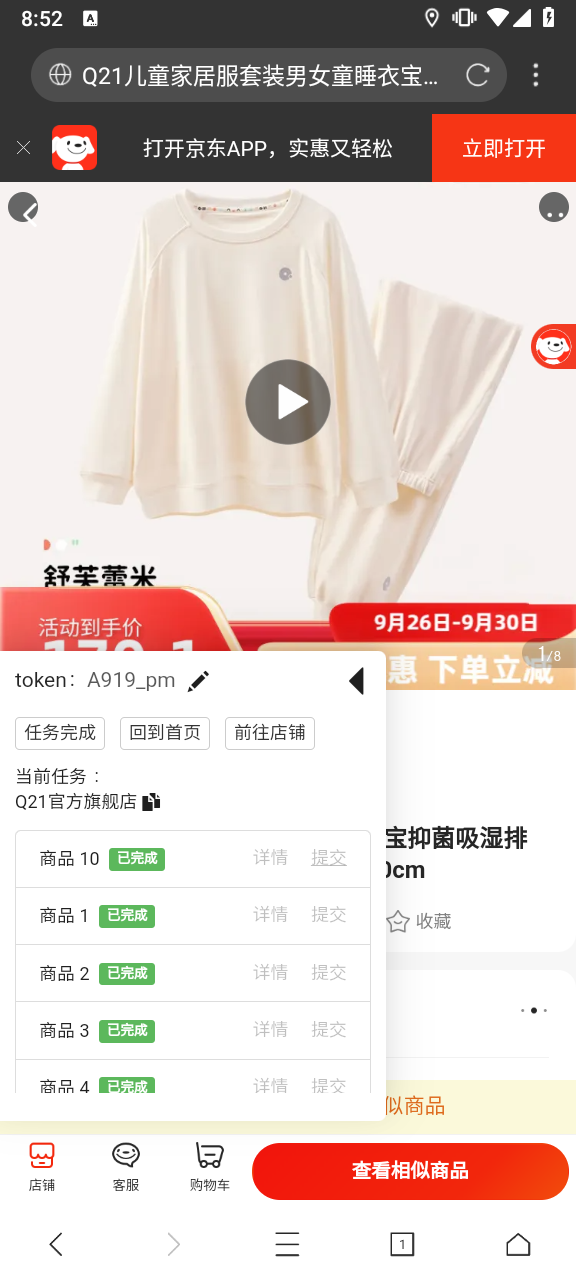 8:52
A
Q21儿童家居服套装男女童睡衣宝...
打开京东APP，实惠又轻松
立即打开
舒芙蕾米
活动到手价
9月26日-9月30日
惠 下单立减
1/8
token： A919_pm
任务完成
回到首页
前往店铺
当前任务：
Q21官方旗舰店
宝抑菌吸湿排
0cm
收藏
商品 10 已完成 详情 提交
商品 1 已完成 详情 提交
商品 2 已完成 详情 提交
商品 3 已完成 详情 提交
商品 4 已完成 详情 提交
似商品
店铺
客服
购物车
查看相似商品
1